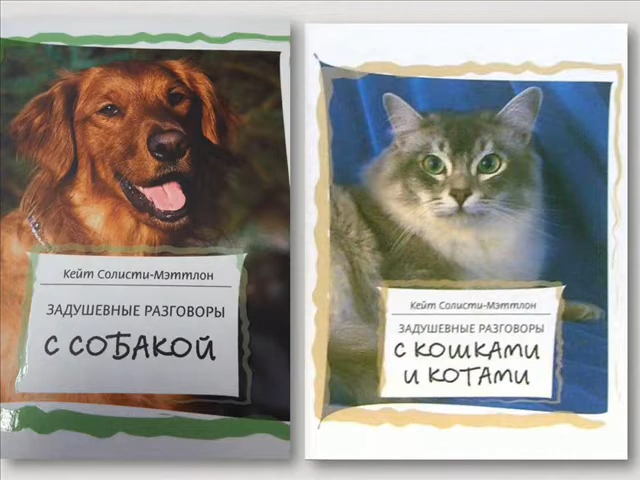 Кейт Солисти-Мэттлон
ЗАДУШЕВНЫЕ РАЗГОВОРЫ
С СОБАКОЙ
Кейт Солисти-Мэттлон
ЗАДУШЕВНЫЕ РАЗГОВОРЫ
С КОШКАМИ
И КОТАМИ